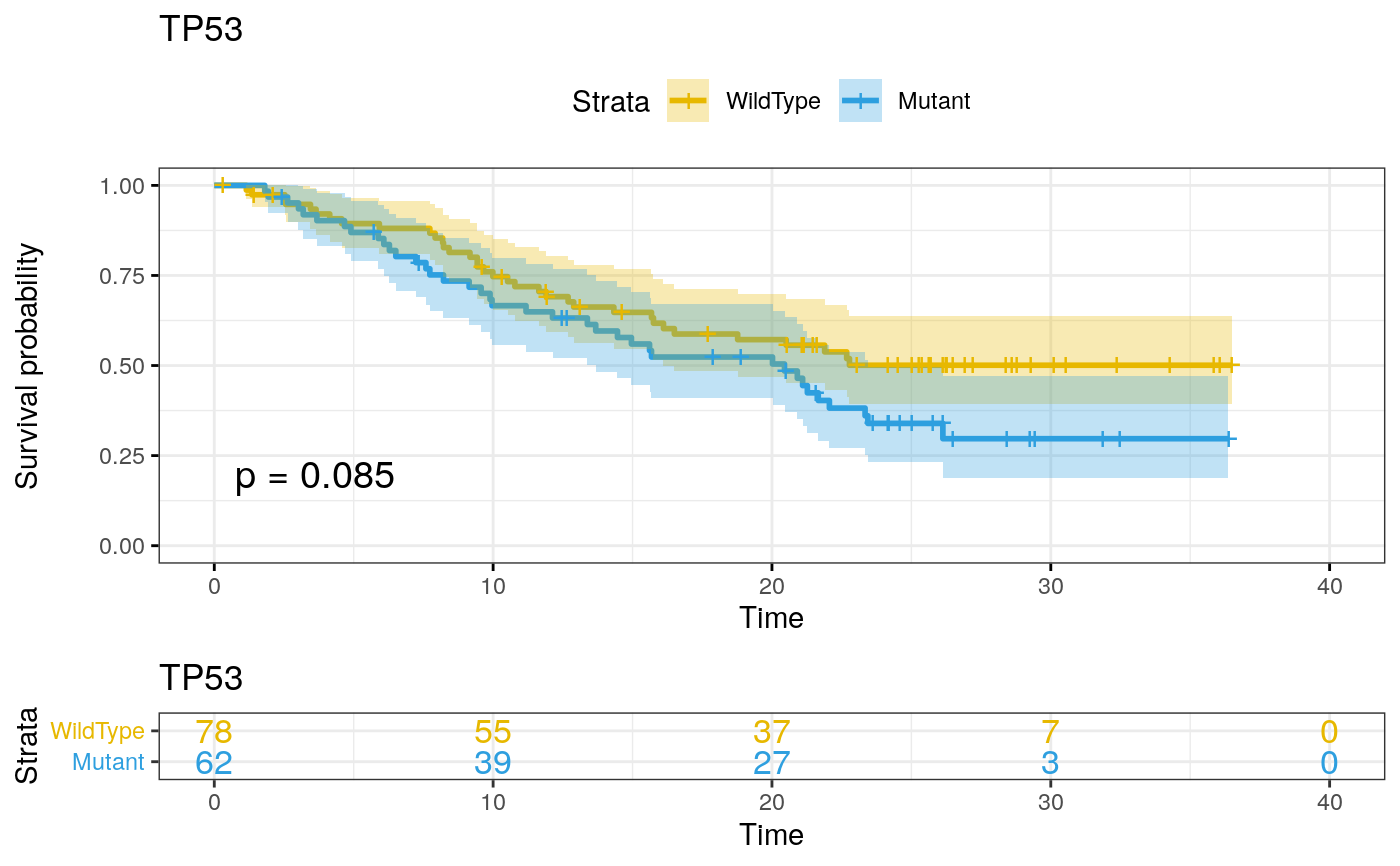 TP53
Strata WildType Mutant
Survival probability
1.00
0.75
0.50
0.25
0.00
p = 0.085
0 10 20 30 40
Time
TP53
Strata
WildType 78 55 37 7 0
Mutant 62 39 27 3 0
0 10 20 30 40
Time